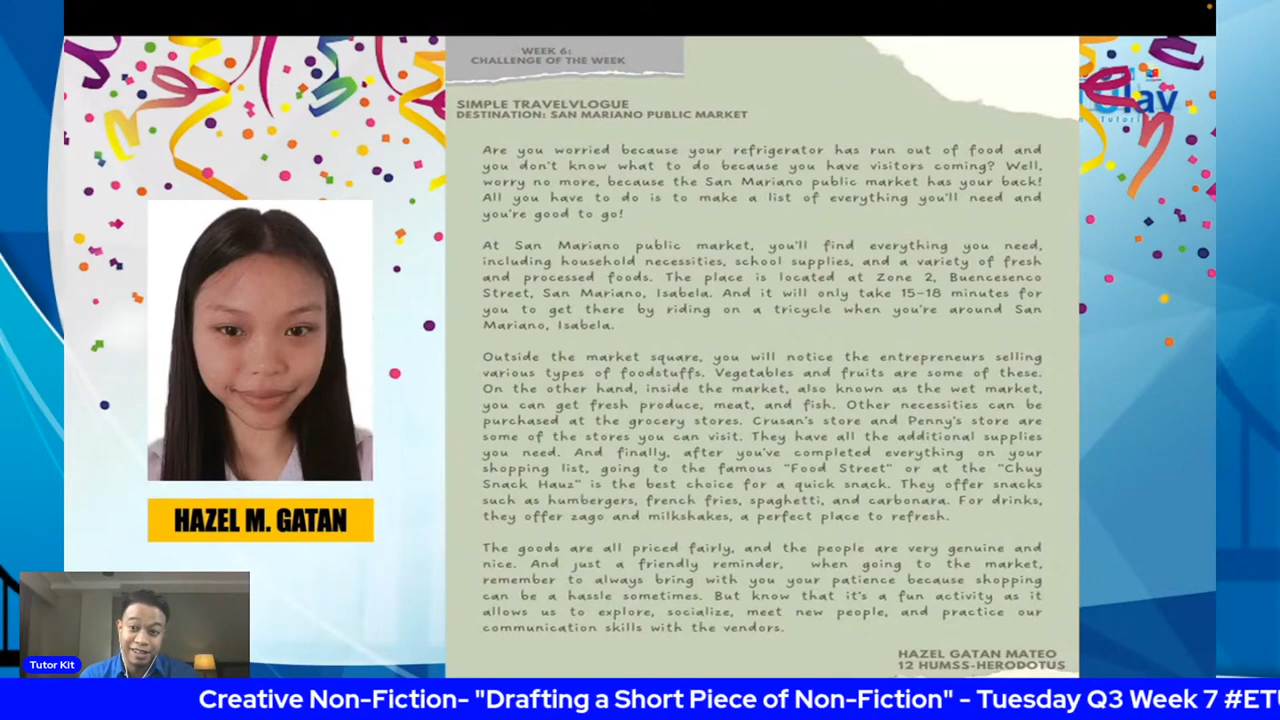 WEEK 6:
CHALLENGE OF THE WEEK
SIMPLE TRAVELVLOGUE
DESTINATION: SAN MARIANO PUBLIC MARKET
Are you worried because your refrigerator has run out of food and
you don't know what to do because you have visitors coming? Well,
worry no more, because the San Mariano public market has your back!
All you have to do is to make a list of everything you'll need and
you're good to go!
At San Mariano public market, you'll find everything you need,
including household necessities, school supplies, and a variety of fresh
and processed foods. The place is located at Zone 2, Buencesenco
Street, San Mariano, Isabela. And it will only take 15-18 minutes for
you to get there by riding on a tricycle when you're around San
Mariano, Isabela.
Outside the market square, you will notice the entrepreneurs selling
various types of foodstuffs. Vegetables and fruits are some of these.
On the other hand, inside the market, also known as the wet market,
you can get fresh produce, meat, and fish. Other necessities can be
purchased at the grocery stores. Crusan's store and Penny's store are
some of the stores you can visit. They have all the additional supplies
you need. And finally, after you've completed everything on your
shopping list, going to the famous "Food Street" or at the "Chuy
Snack Hauz" is the best choice for a quick snack. They offer snacks
such as humbergers, french fries, spaghetti, and carbonara. For drinks,
they offer zago and milkshakes, a perfect place to refresh.
The goods are all priced fairly, and the people are very genuine and
nice. And just a friendly reminder, when going to the market,
remember to always bring with you your patience because shopping
can be a hassle sometimes. But know that it's a fun activity as it
allows us to explore, socialize, meet new people, and practice our
communication skills with the vendors.
HAZEL GATAN MATEO
12 HUMSS-HERODOTUS
HAZEL M. GATAN
Tutor Kit
Creative Non-Fiction- "Drafting a Short Piece of Non-Fiction" - Tuesday Q3 Week 7 #ET